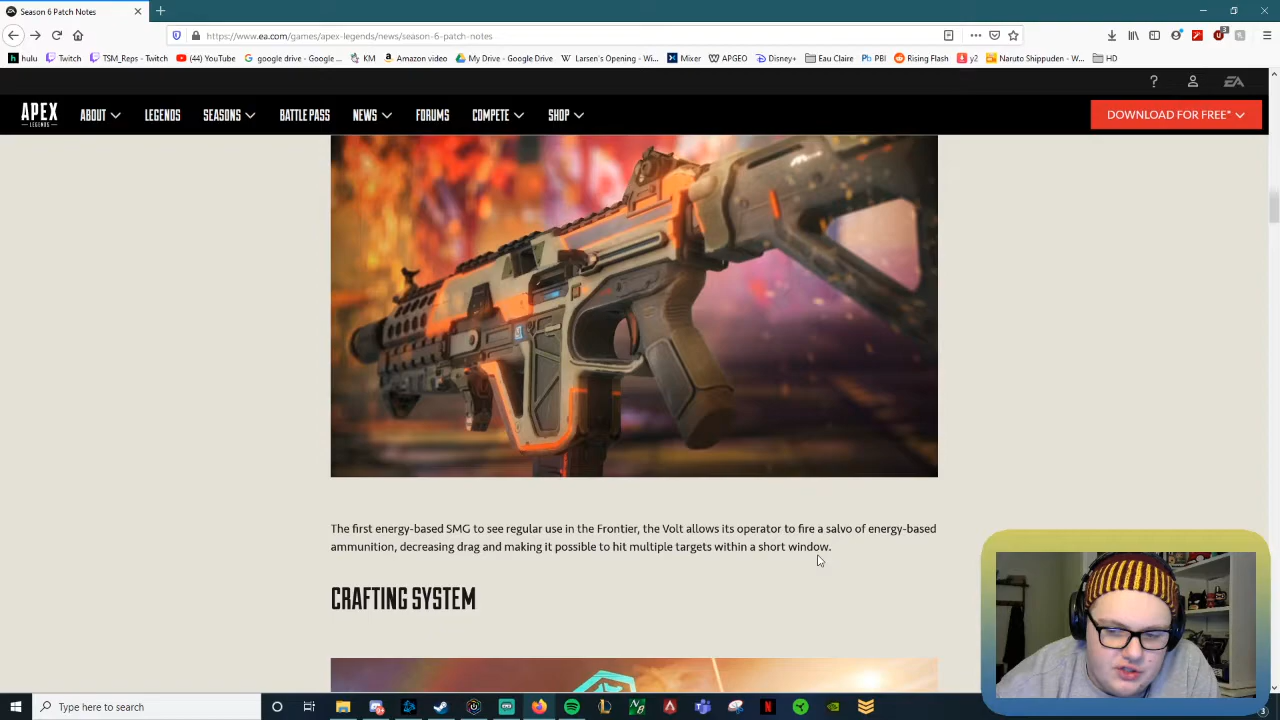 Season 6 Patch Notes
https://www.ea.com/games/apex-legends/news/season-6-patch-notes
hulu
Twitch
TSM_Reps - Twitch
(44) YouTube
google drive - Google...
KM
Amazon video
My Drive - Google Drive
Larsen's Opening - Wi...
Mixer
APGEO
Disney+
Eau Claire
PBI
Rising Flash
y2
Naruto Shippuden - W...
HD
APEX
LEGENDS
ABOUT
LEGENDS
SEASONS
BATTLE PASS
NEWS
FORUMS
COMPETE
SHOP
EA
DOWNLOAD FOR FREE*
The first energy-based SMG to see regular use in the Frontier, the Volt allows its operator to fire a salvo of energy-based
ammunition, decreasing drag and making it possible to hit multiple targets within a short window.
CRAFTING SYSTEM
Type here to search